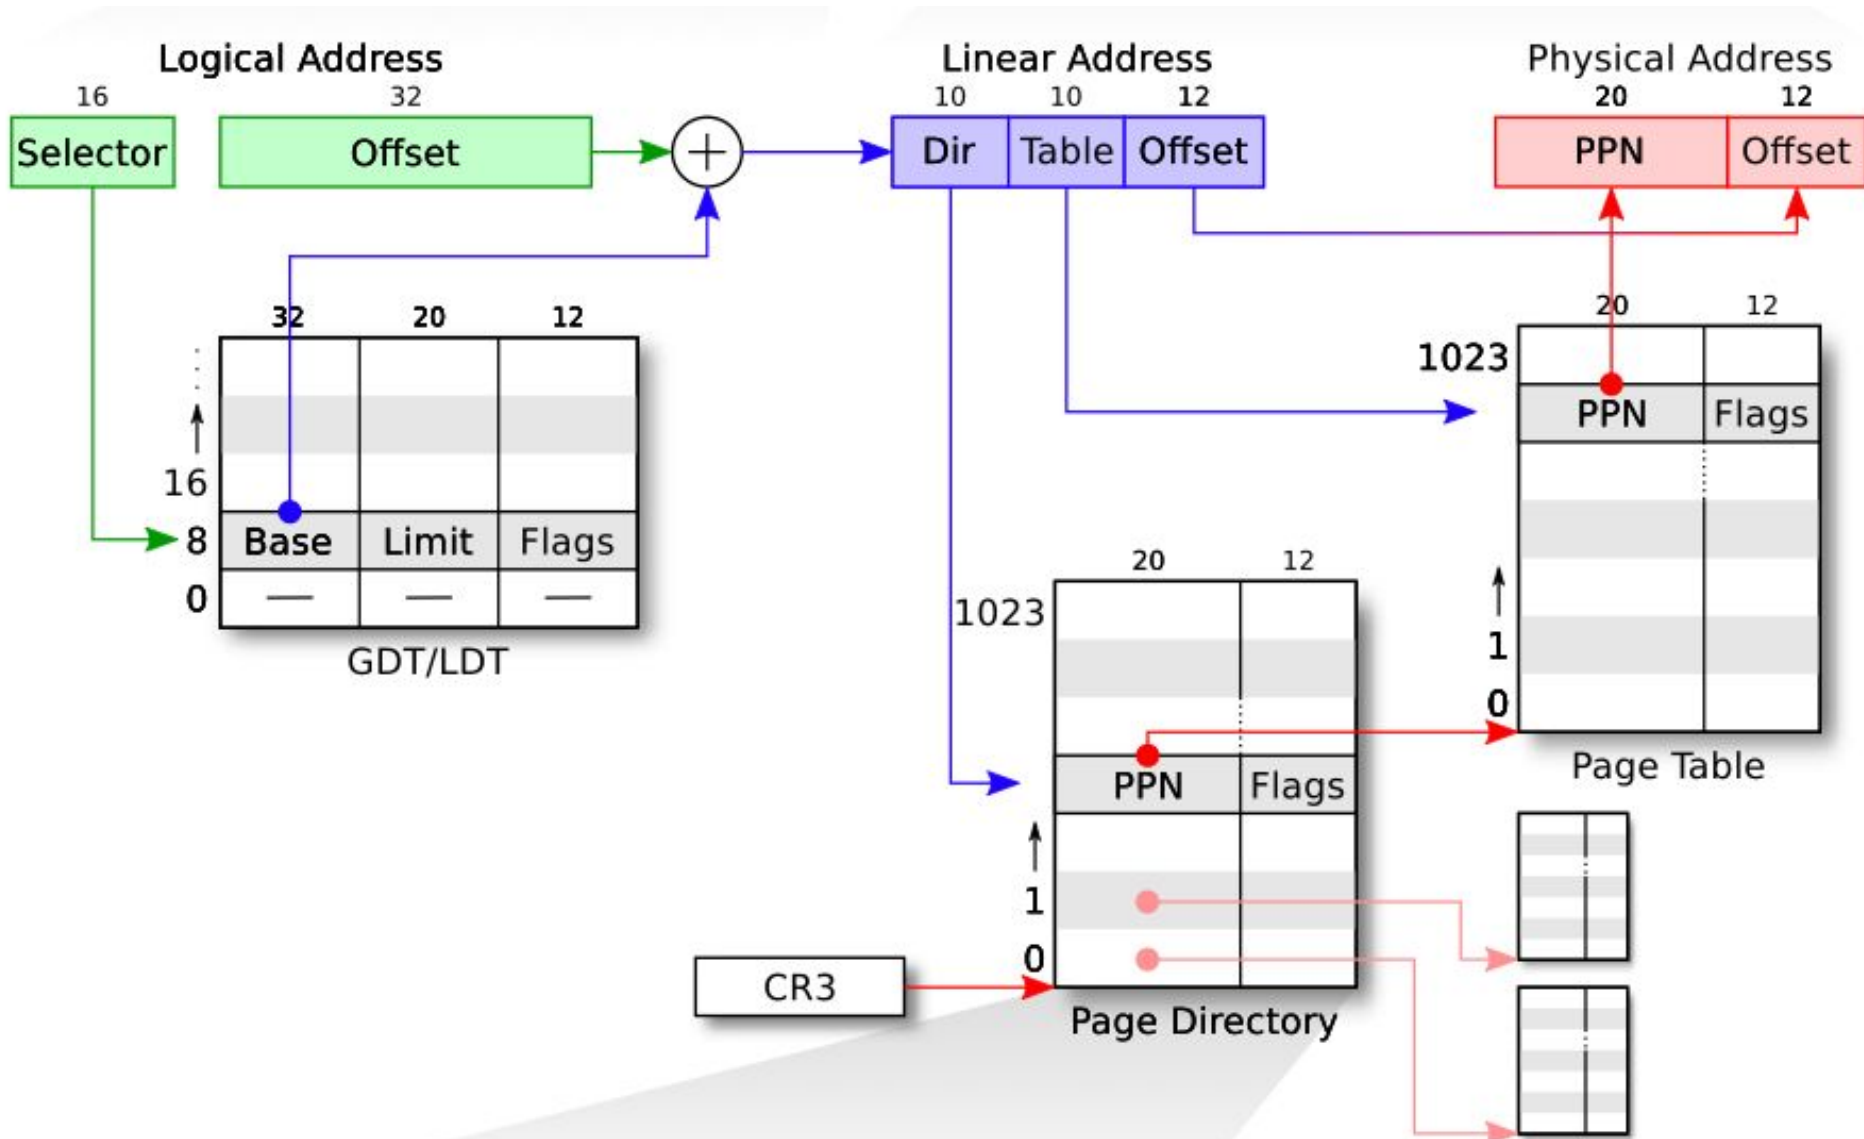 Logical Address
Linear Address
Physical Address
16
32
10
10
12
20
12
Selector
Offset
Dir
Table
Offset
PPN
Offset
32
20
12
16
8
Base
Limit
Flags
0
GDT/LDT
20
12
1023
PPN
Flags
1
0
Page Table
20
12
1023
PPN
Flags
1
0
Page Directory
CR3